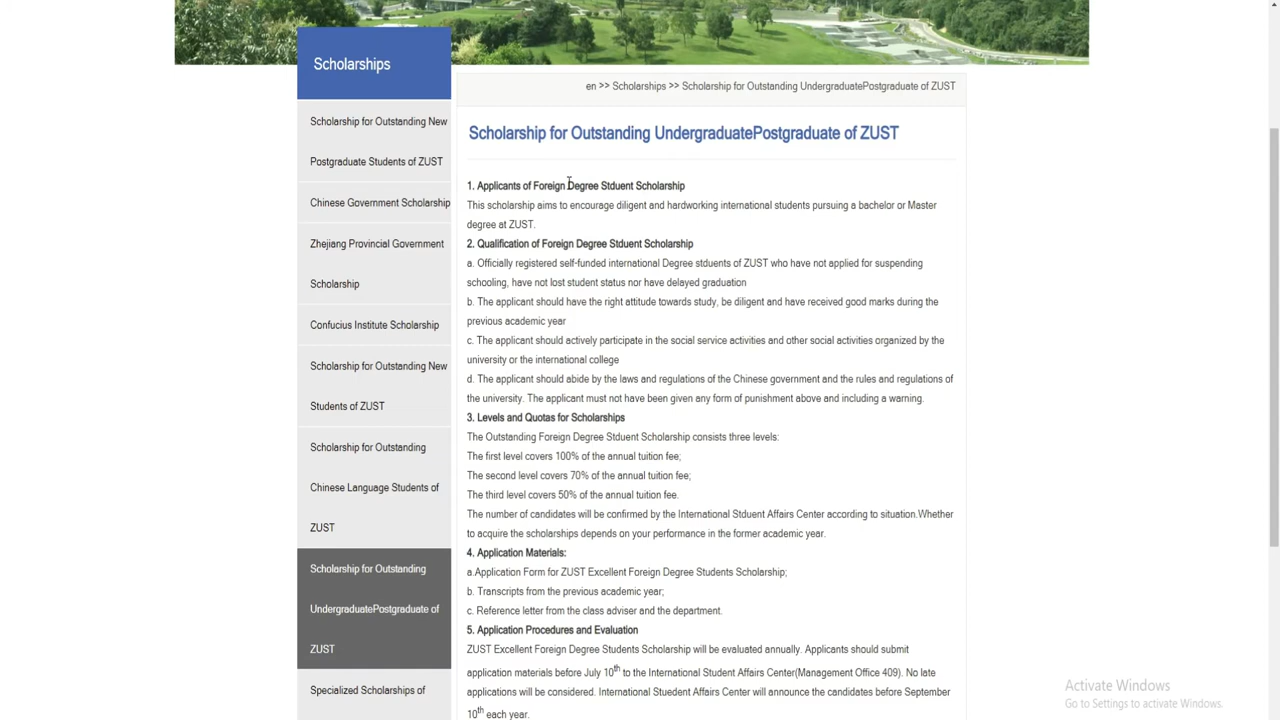 Scholarships
Scholarship for Outstanding New
Postgraduate Students of ZUST
Chinese Government Scholarship
Zhejiang Provincial Government
Scholarship
Confucius Institute Scholarship
Scholarship for Outstanding New
Students of ZUST
Scholarship for Outstanding
Chinese Language Students of
ZUST
Scholarship for Outstanding
UndergraduatePostgraduate of
ZUST
Specialized Scholarships of
en >> Scholarships >> Scholarship for Outstanding UndergraduatePostgraduate of ZUST
Scholarship for Outstanding UndergraduatePostgraduate of ZUST
1. Applicants of Foreign Degree Stduent Scholarship
This scholarship aims to encourage diligent and hardworking international students pursuing a bachelor or Master
degree at ZUST.
2. Qualification of Foreign Degree Stduent Scholarship
a. Officially registered self-funded international Degree stduents of ZUST who have not applied for suspending
schooling, have not lost student status nor have delayed graduation
b. The applicant should have the right attitude towards study, be diligent and have received good marks during the
previous academic year
c. The applicant should actively participate in the social service activities and other social activities organized by the
university or the international college
d. The applicant should abide by the laws and regulations of the Chinese government and the rules and regulations of
the university. The applicant must not have been given any form of punishment above and including a warning.
3. Levels and Quotas for Scholarships
The Outstanding Foreign Degree Stduent Scholarship consists three levels:
The first level covers 100% of the annual tuition fee;
The second level covers 70% of the annual tuition fee;
The third level covers 50% of the annual tuition fee.
The number of candidates will be confirmed by the International Stduent Affairs Center according to situation.Whether
to acquire the scholarships depends on your performance in the former academic year.
4. Application Materials:
a.Application Form for ZUST Excellent Foreign Degree Students Scholarship;
b. Transcripts from the previous academic year;
c. Reference letter from the class adviser and the department.
5. Application Procedures and Evaluation
ZUST Excellent Foreign Degree Students Scholarship will be evaluated annually. Applicants should submit
application materials before July 10th to the International Student Affairs Center(Management Office 409). No late
applications will be considered. International Stuedent Affairs Center will announce the candidates before September
10th each year.
Activate Windows
Go to Settings to activate Windows.